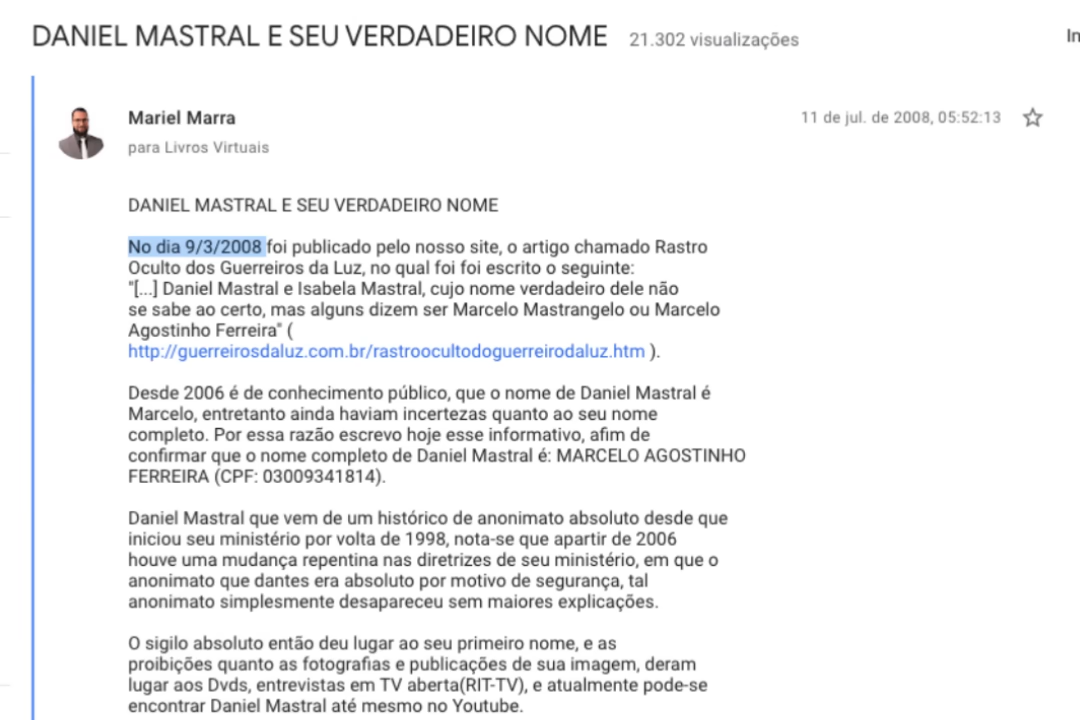 DANIEL MASTRAL E SEU VERDADEIRO NOME 21.302 visualizações
In
Mariel Marra 11 de jul. de 2008, 05:52:13
para Livros Virtuais
DANIEL MASTRAL E SEU VERDADEIRO NOME
No dia 9/3/2008 foi publicado pelo nosso site, o artigo chamado Rastro
Oculto dos Guerreiros da Luz, no qual foi foi escrito o seguinte:
"[...] Daniel Mastral e Isabela Mastral, cujo nome verdadeiro dele não
se sabe ao certo, mas alguns dizem ser Marcelo Mastrangelo ou Marcelo
Agostinho Ferreira" (
http://guerreirosdaluz.com.br/rastroocultodoguerreirodaluz.htm ).
Desde 2006 é de conhecimento público, que o nome de Daniel Mastral é
Marcelo, entretanto ainda haviam incertezas quanto ao seu nome
completo. Por essa razão escrevo hoje esse informativo, afim de
confirmar que o nome completo de Daniel Mastral é: MARCELO AGOSTINHO
FERREIRA (CPF: 03009341814).
Daniel Mastral que vem de um histórico de anonimato absoluto desde que
iniciou seu ministério por volta de 1998, nota-se que apartir de 2006
houve uma mudança repentina nas diretrizes de seu ministério, em que o
anonimato que dantes era absoluto por motivo de segurança, tal
anonimato simplesmente desapareceu sem maiores explicações.
O sigilo absoluto então deu lugar ao seu primeiro nome, e as
proibições quanto as fotografias e publicações de sua imagem, deram
lugar aos Dvds, entrevistas em TV aberta(RIT-TV), e atualmente pode-se
encontrar Daniel Mastral até mesmo no Youtube.